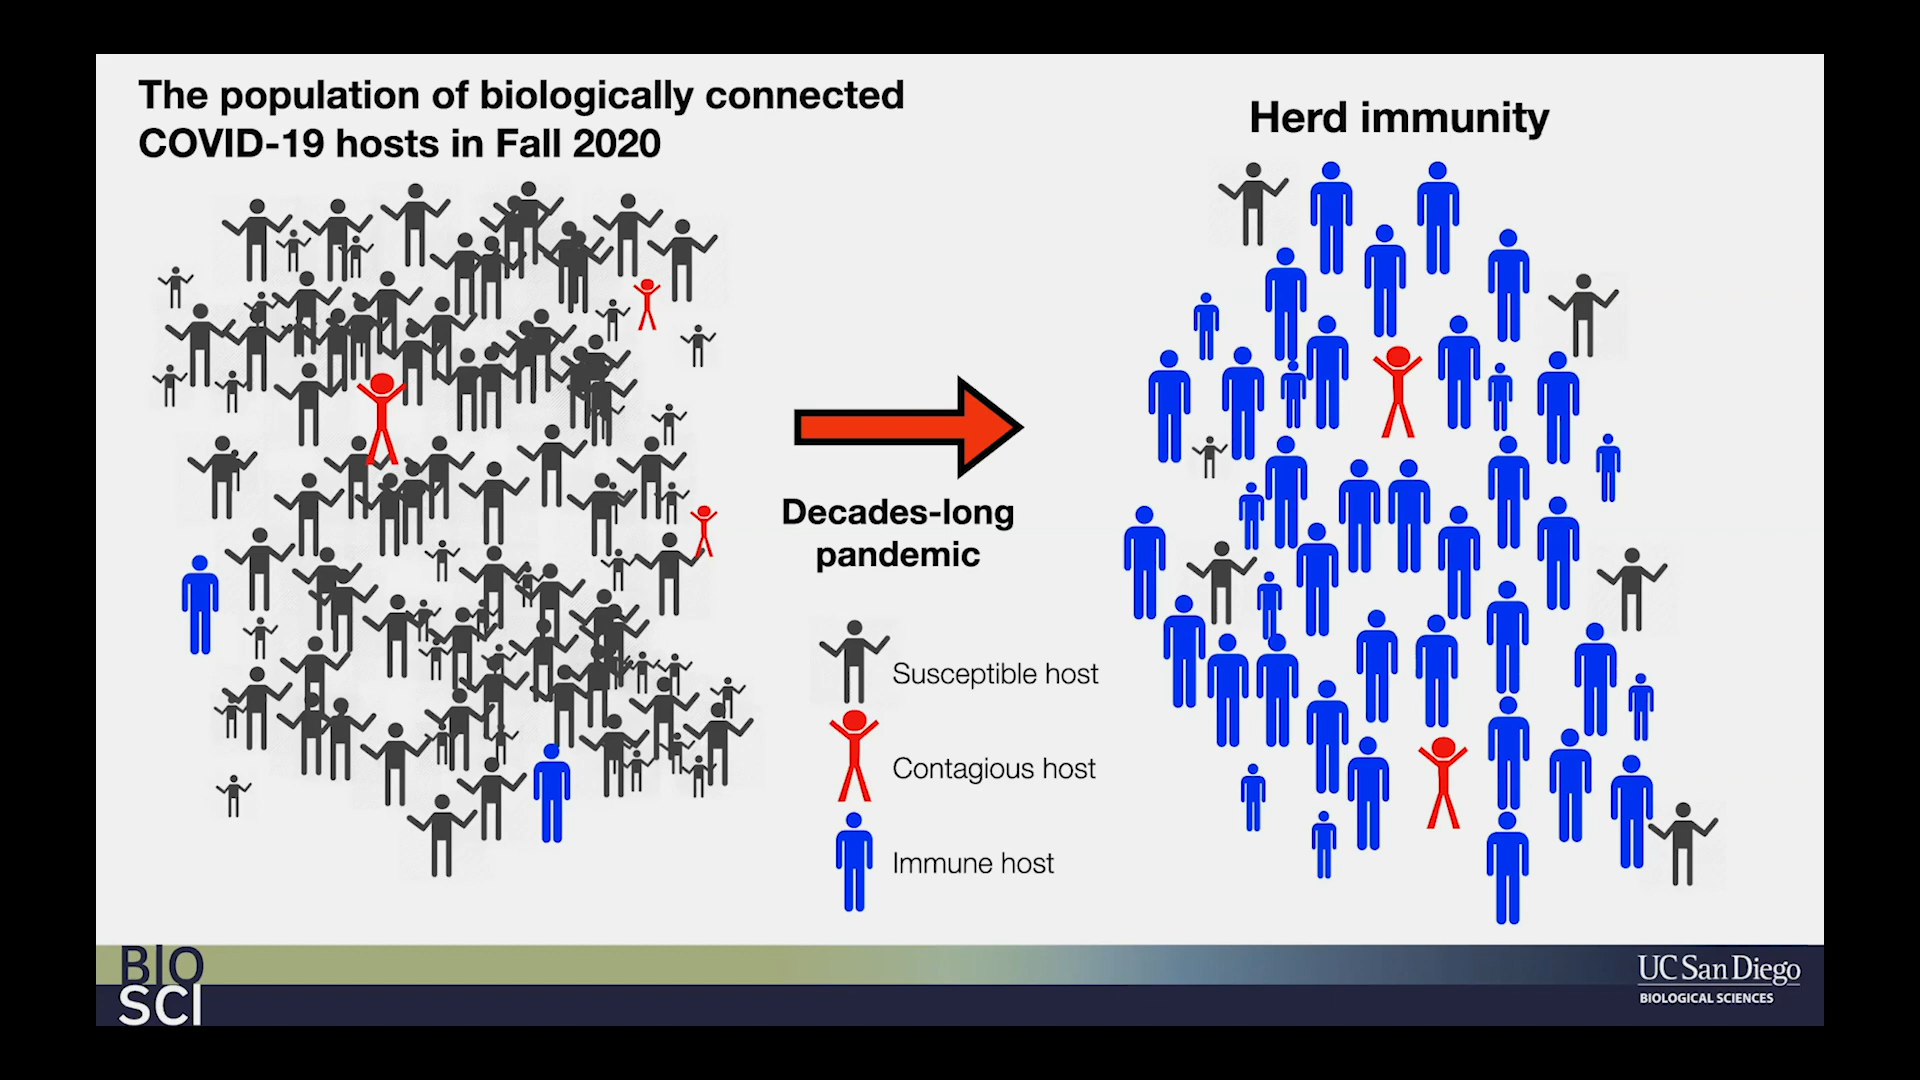 The population of biologically connected
COVID-19 hosts in Fall 2020
Herd immunity
Decades-long
pandemic
Susceptible host
Contagious host
Immune host
BIO
SCI
UC San Diego
BIOLOGICAL SCIENCES